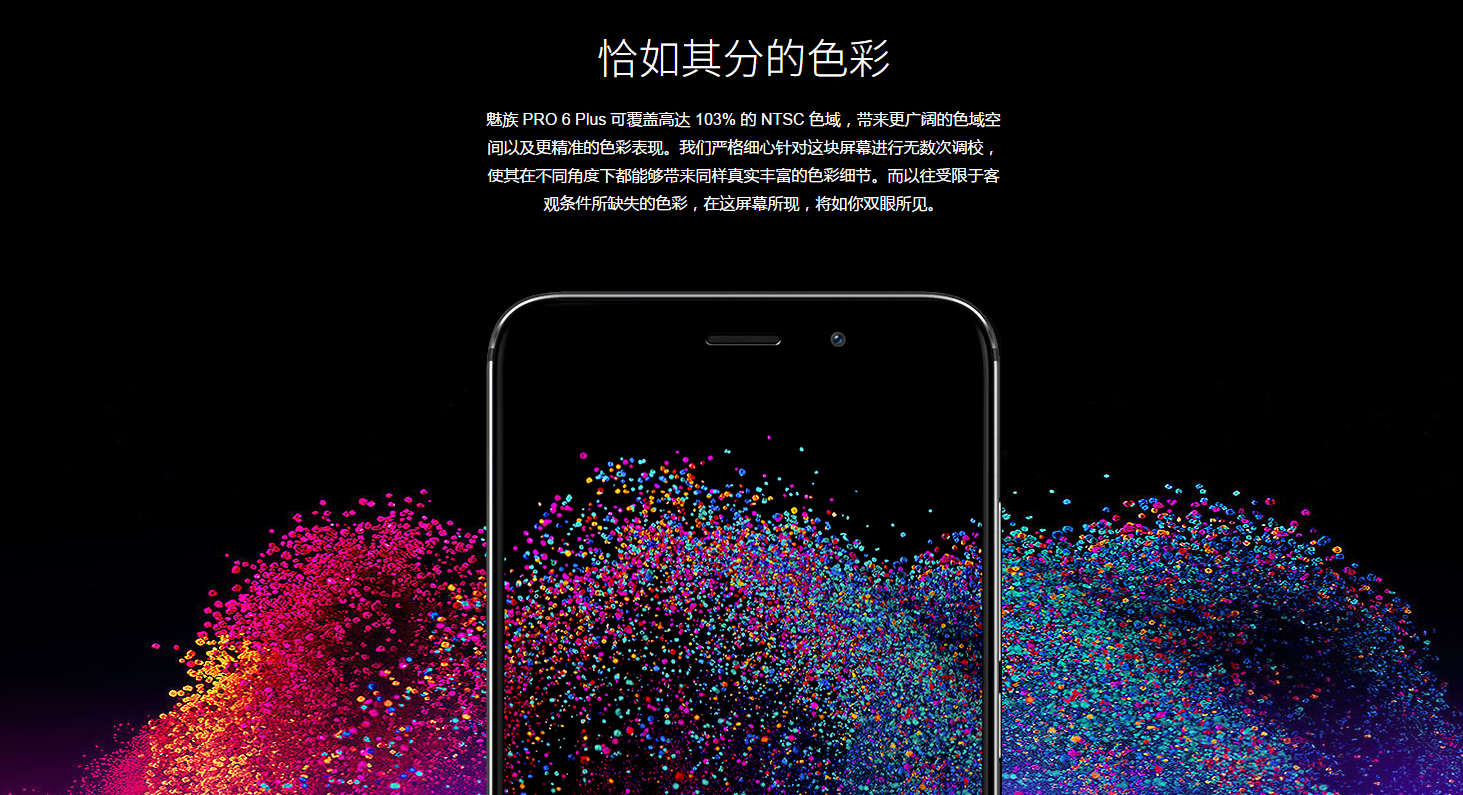 恰如其分的色彩
魅族 PRO 6 Plus 可覆盖高达 103% 的 NTSC 色域，带来更广阔的色域空
间以及更精准的色彩表现。我们严格细心针对这块屏幕进行无数次调校，
使其在不同角度下都能够带来同样真实丰富的色彩细节。而以往受限于客
观条件所缺失的色彩，在这屏幕所现，将如你双眼所见。